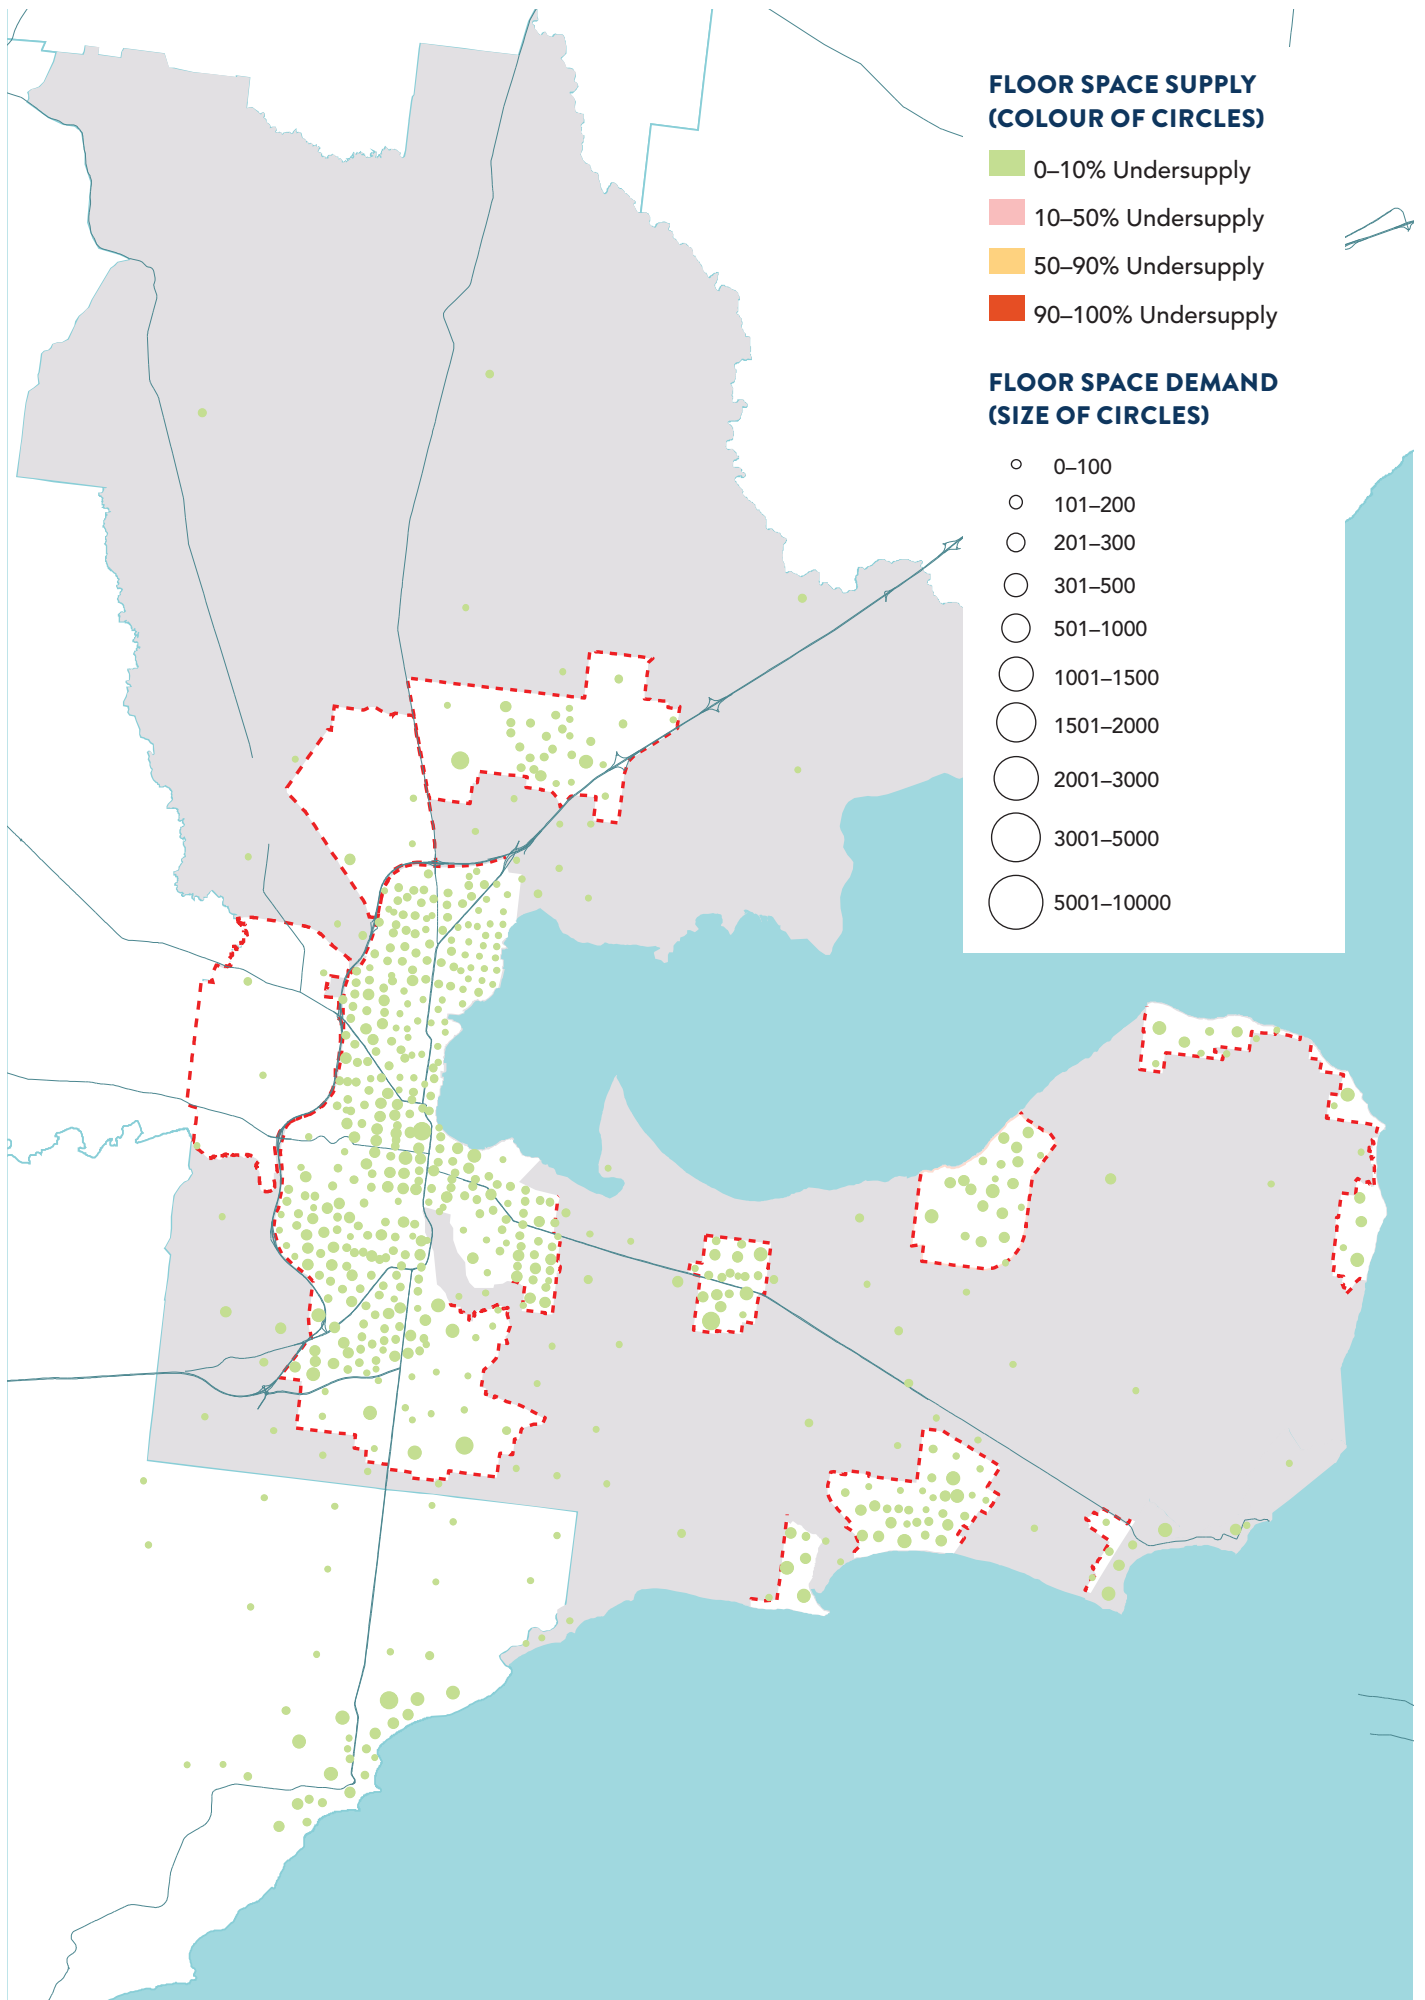 FLOOR SPACE SUPPLY
(COLOUR OF CIRCLES)
0–10% Undersupply
10–50% Undersupply
50–90% Undersupply
90–100% Undersupply
FLOOR SPACE DEMAND
(SIZE OF CIRCLES)
0–100
101–200
201–300
301–500
501–1000
1001–1500
1501–2000
2001–3000
3001–5000
5001–10000